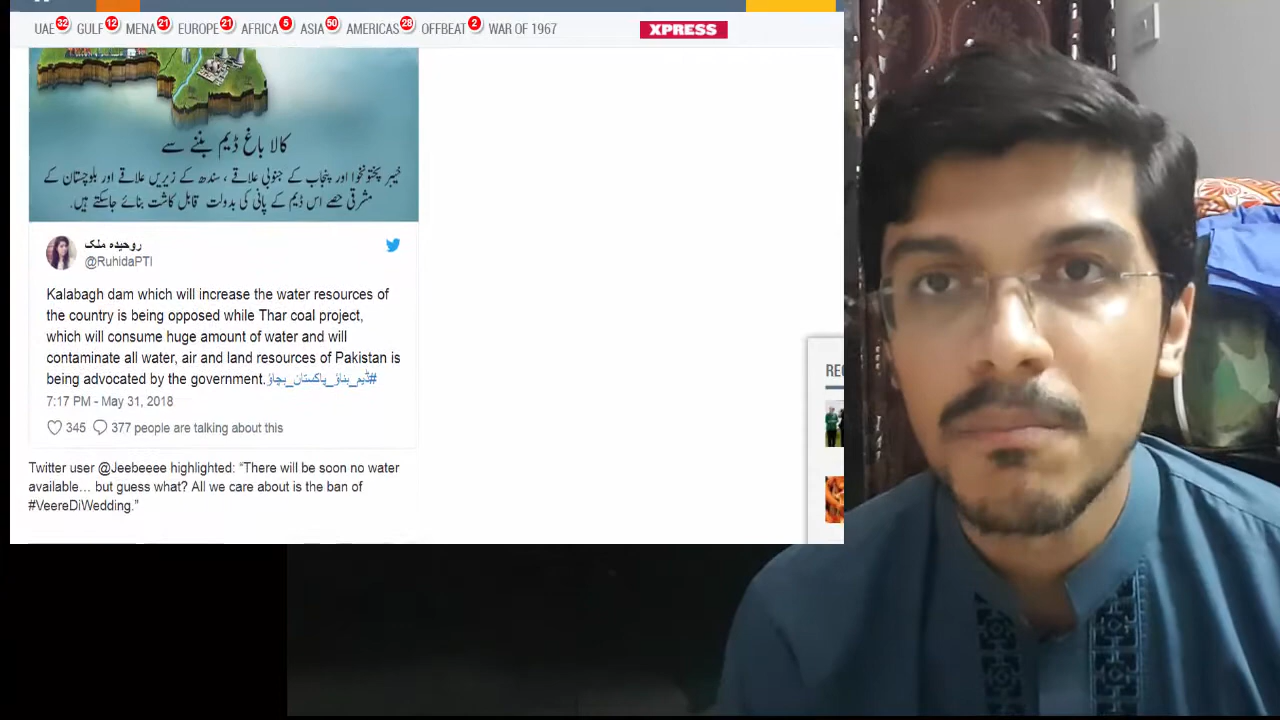 UAE 32 GULF 12 MENA 21 EUROPE 21 AFRICA 5 ASIA 50 AMERICAS 28 OFFBEAT 2 WAR OF 1967
XPRESS
کالا باغ ڈیم بننے سے
خیبر پختونخوا اور پنجاب کے جنوبی علاقے ، سندھ کے زیریں علاقے اور بلوچستان کے
مشرقی حصے اس ڈیم کے پانی کی بدولت قابل کاشت بنائے جاسکتے ہیں.
روحیدہ ملک
@RuhidaPTI
Kalabagh dam which will increase the water resources of
the country is being opposed while Thar coal project,
which will consume huge amount of water and will
contaminate all water, air and land resources of Pakistan is
being advocated by the government.#ڈیم_بناؤ_پاکستان_بچاؤ
7:17 PM - May 31, 2018
345 377 people are talking about this
Twitter user @Jeebeeee highlighted: “There will be soon no water
available… but guess what? All we care about is the ban of
#VeereDiWedding.”